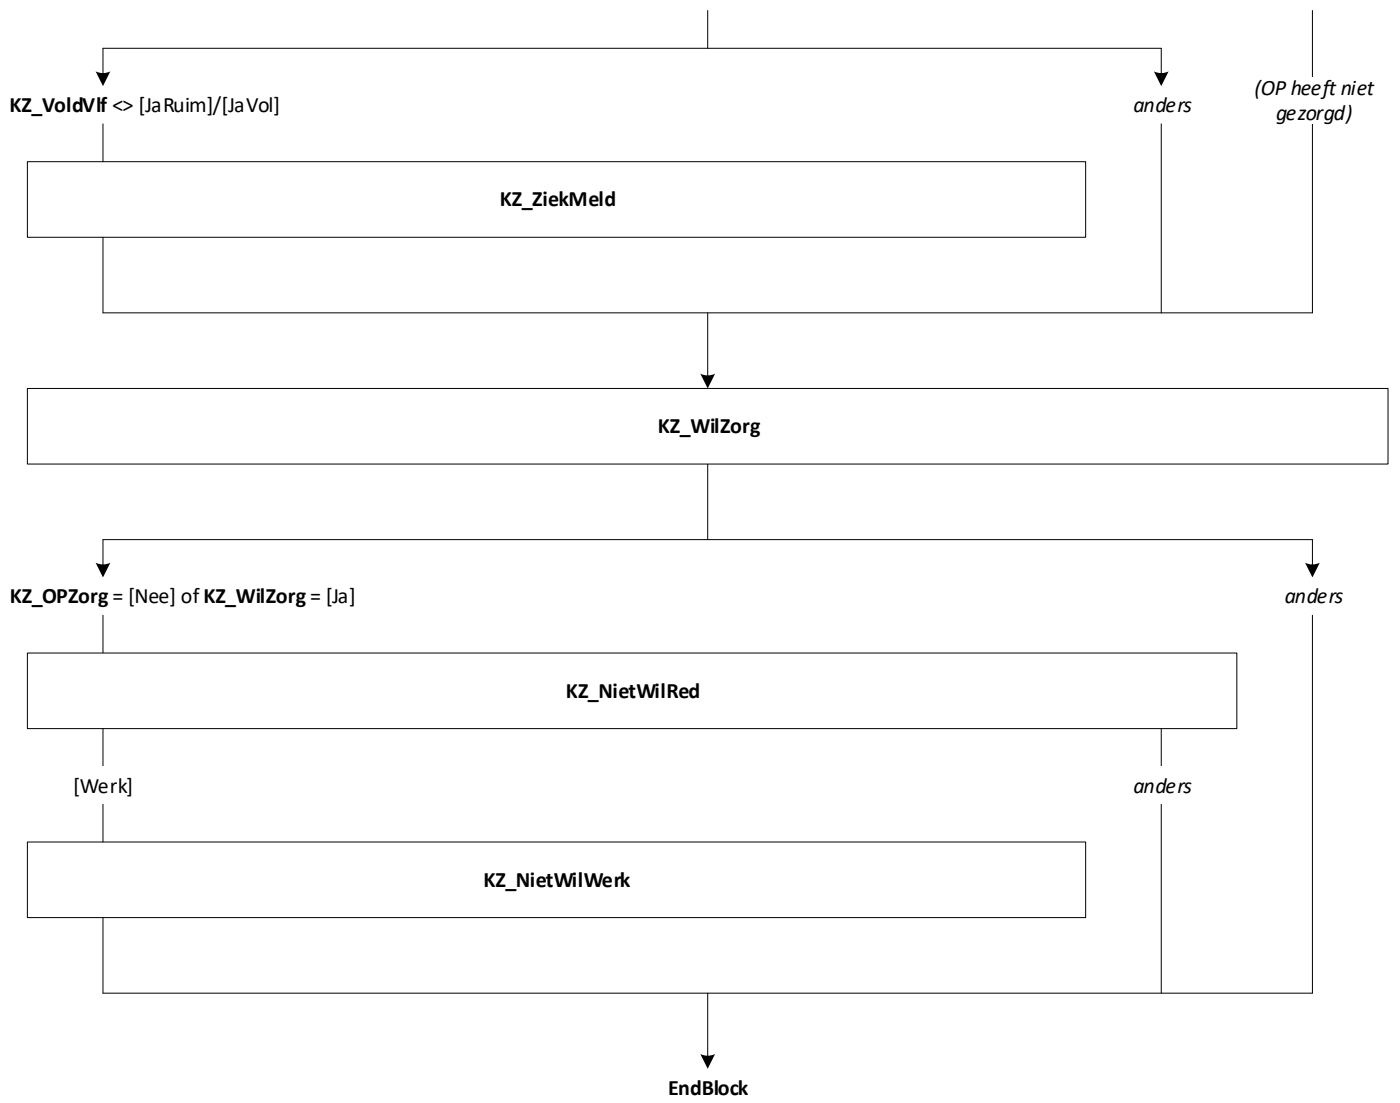 KZ_VoldVlf <> [JaRuim]/[JaVol]
anders
(OP heeft niet
gezorgd)
KZ_ZiekMeld
KZ_WilZorg
KZ_OPZorg = [Nee] of KZ_WilZorg = [Ja]
anders
KZ_NietWilRed
[Werk]
anders
KZ_NietWilWerk
EndBlock